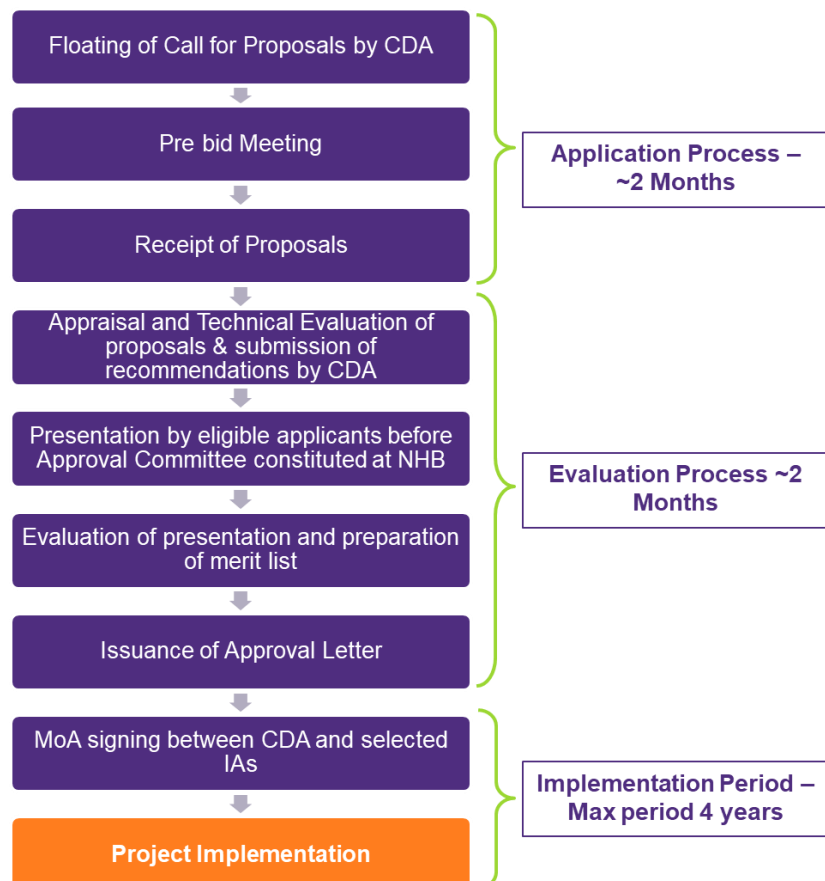 Floating of Call for Proposals by CDA
Pre bid Meeting
Receipt of Proposals
Application Process –
~2 Months
Appraisal and Technical Evaluation of
proposals & submission of
recommendations by CDA
Presentation by eligible applicants before
Approval Committee constituted at NHB
Evaluation of presentation and preparation
of merit list
Issuance of Approval Letter
Evaluation Process ~2
Months
MoA signing between CDA and selected
IAs
Project Implementation
Implementation Period –
Max period 4 years